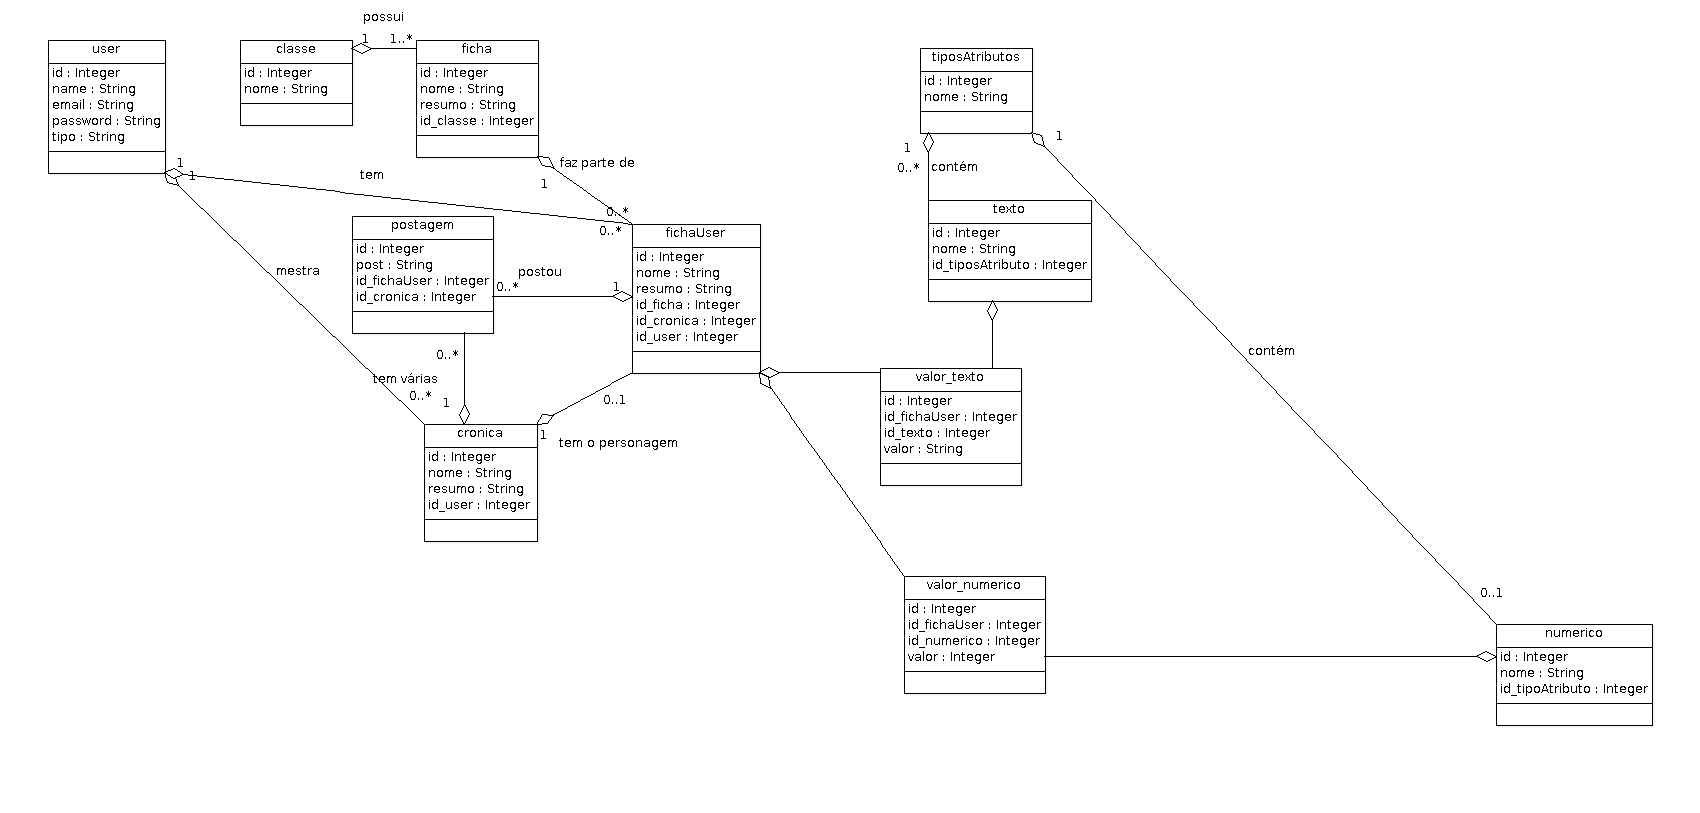 possui
1
1..*
user
id : Integer
name : String
email : String
password : String
tipo : String
classe
id : Integer
nome : String
ficha
id : Integer
nome : String
resumo : String
id_classe : Integer
tiposAtributos
id : Integer
nome : String
1
1
tem
faz parte de
1
0..*
0..*
1
0..*
contém
1
texto
id : Integer
nome : String
id_tiposAtributo : Integer
postagem
id : Integer
post : String
id_fichaUser : Integer
id_cronica : Integer
mestra
postou
0..*
1
fichaUser
id : Integer
nome : String
resumo : String
id_ficha : Integer
id_cronica : Integer
id_user : Integer
contém
0..*
tem várias
0..*
1
0..1
1
tem o personagem
valor_texto
id : Integer
id_fichaUser : Integer
id_texto : Integer
valor : String
cronica
id : Integer
nome : String
resumo : String
id_user : Integer
valor_numerico
id : Integer
id_fichaUser : Integer
id_numerico : Integer
valor : Integer
0..1
numerico
id : Integer
nome : String
id_tipoAtributo : Integer